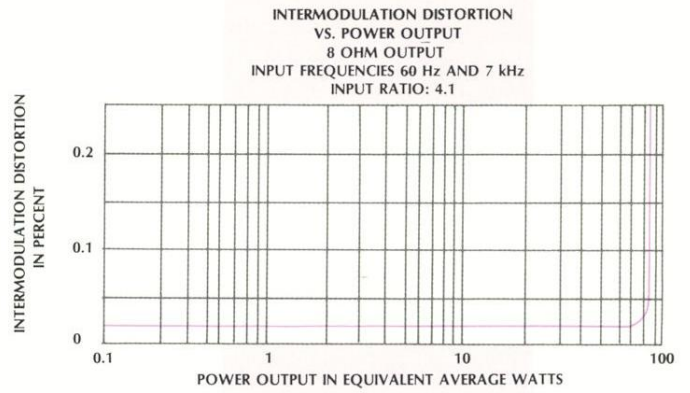 INTERMODULATION DISTORTION
VS. POWER OUTPUT
8 OHM OUTPUT
INPUT FREQUENCIES 60 Hz AND 7 kHz
INPUT RATIO: 4.1
INTERMODULATION DISTORTION
IN PERCENT
0.2
0.1
0
0.1 1 10 100
POWER OUTPUT IN EQUIVALENT AVERAGE WATTS